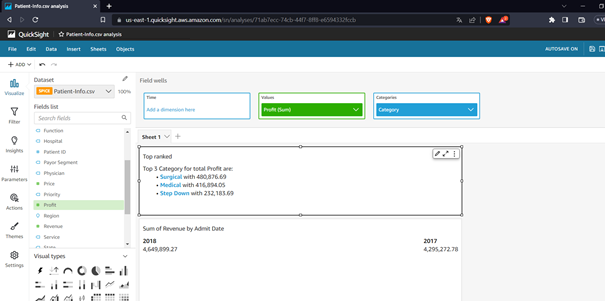 Patient-Info.csv analysis
us-east-1.quicksight.aws.amazon.com/sn/analyses/71ab7ecc-74cb-44f7-8ff8-e6594332fccb
QuickSight
Patient-Info.csv analysis
File Edit Data Insert Sheets Objects
AUTOSAVE ON
+ ADD
Visualize
Filter
Insights
Parameters
Actions
Themes
Settings
Dataset
SPICE Patient-Info.csv 100%
Fields list
Search fields
Function
Hospital
Patient ID
Payor Segment
Physician
Price
Priority
Profit
Region
Revenue
Service
State
Visual types
Field wells
Time
Add a dimension here
Values
Profit (Sum)
Categories
Category
Sheet 1 +
Top ranked
Top 3 Category for total Profit are:
• Surgical with 480,876.69
• Medical with 416,894.05
• Step Down with 232,183.69
Sum of Revenue by Admit Date
2018 2017
4,649,899.27 4,295,272.78